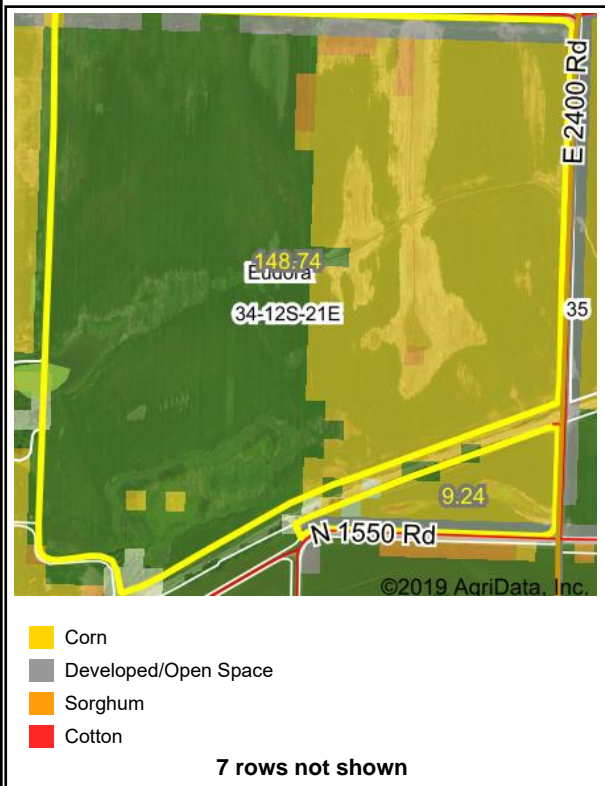 E 2400 Rd
148.74
Eudora
34-12S-21E
35
9.24
N 1550 Rd
©2019 AgriData, Inc.
Corn
Developed/Open Space
Sorghum
Cotton
7 rows not shown